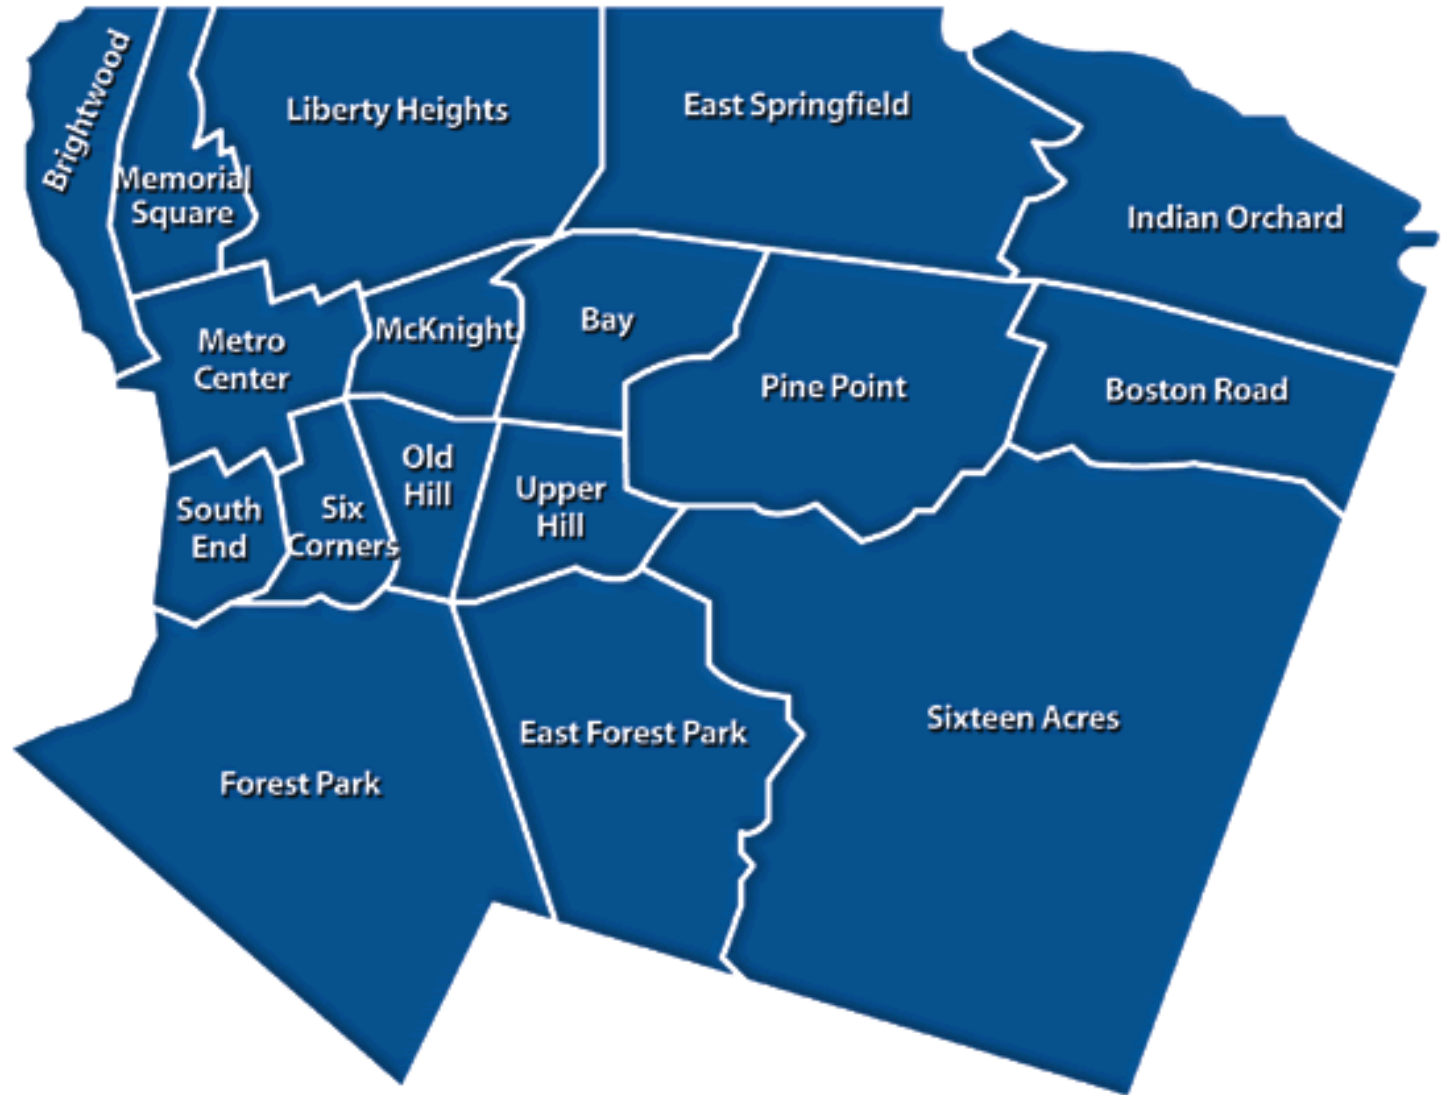 Brightwood
Liberty Heights
East Springfield
Memorial
Square
Indian Orchard
Metro
Center
McKnight
Bay
Pine Point
Boston Road
South
End
Six
Corners
Old
Hill
Upper
Hill
Forest Park
East Forest Park
Sixteen Acres